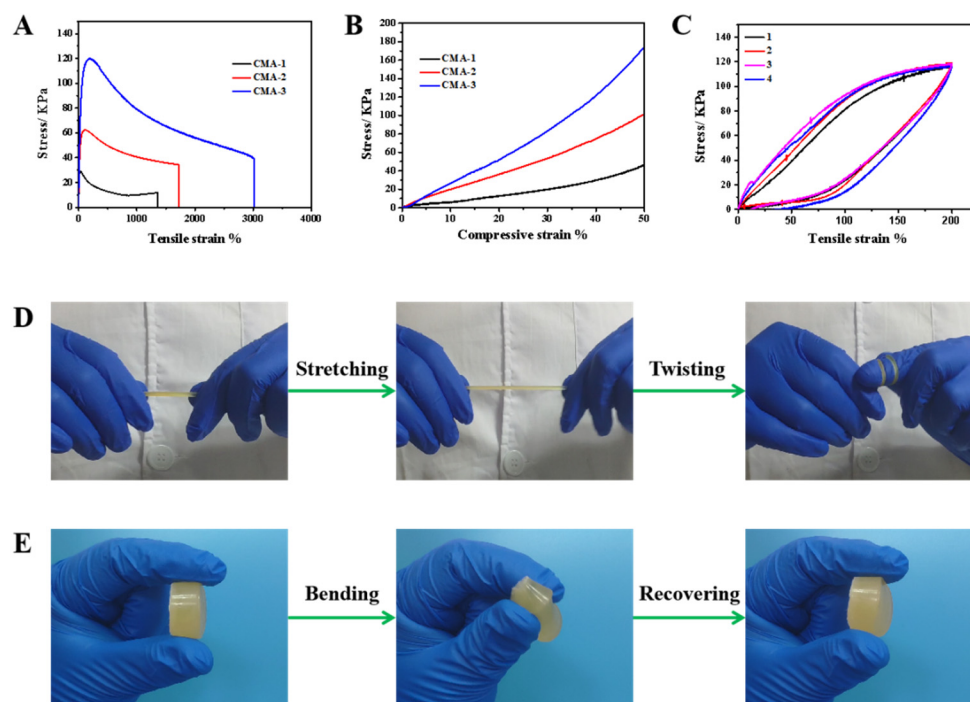 A
Stress/ KPa
120
100
80
60
40
20
0
0 1000 2000 3000 4000
Tensile strain %
CMA-1
CMA-2
CMA-3
B
Stress/ KPa
200
180
160
140
120
100
80
60
40
20
0
0 10 20 30 40 50
Compressive strain %
CMA-1
CMA-2
CMA-3
C
Stress/ KPa
140
120
100
80
60
40
20
0
0 50 100 150 200
Tensile strain %
1
2
3
4
D
Stretching
Twisting
E
Bending
Recovering